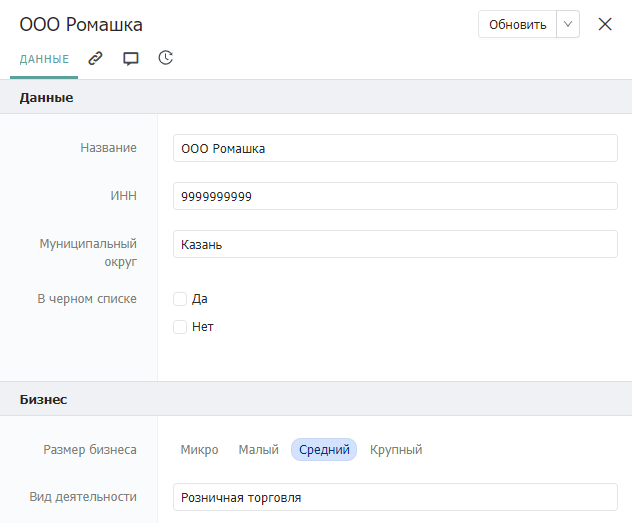 ООО Ромашка
Обновить
ДАННЫЕ
Данные
Название
ООО Ромашка
ИНН
9999999999
Муниципальный
округ
Казань
В черном списке
Да
Нет
Бизнес
Размер бизнеса
Микро Малый Средний Крупный
Вид деятельности
Розничная торговля